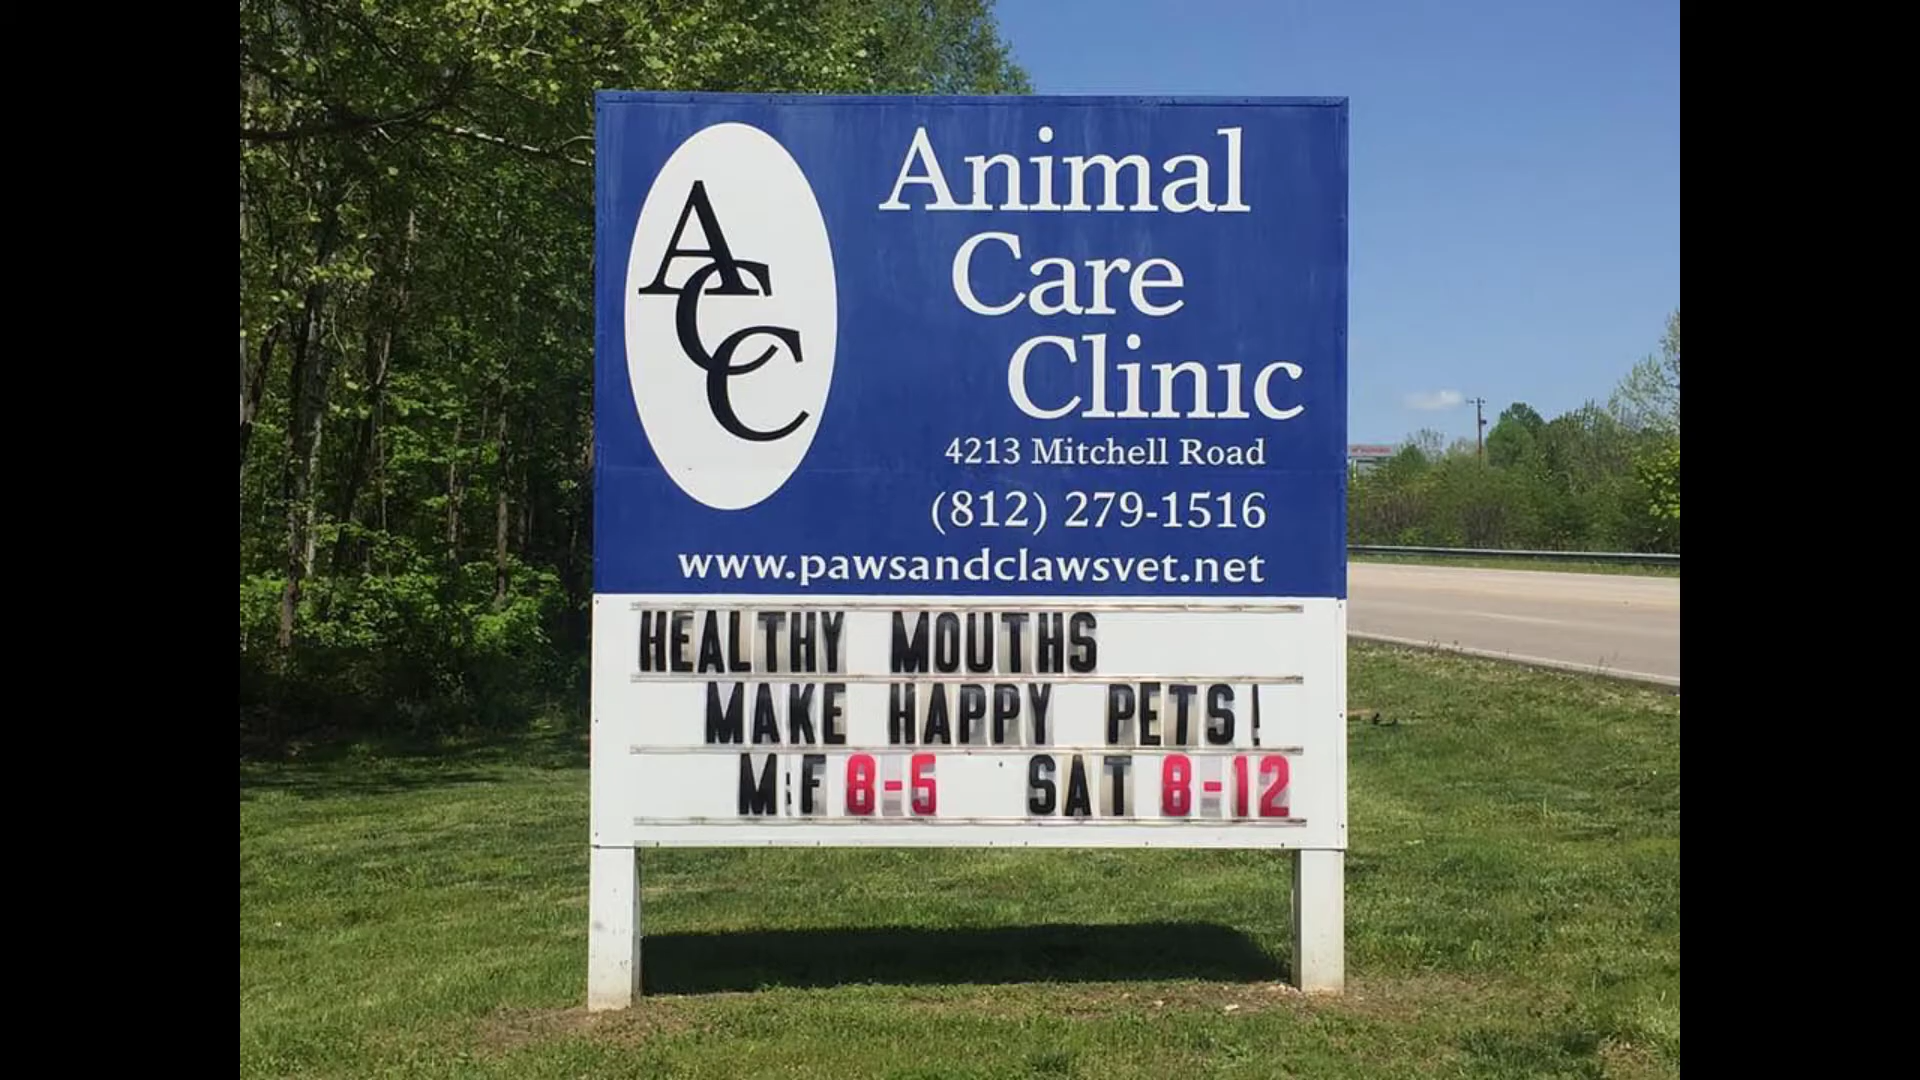 ACC
Animal
Care
Clinic
4213 Mitchell Road
(812) 279-1516
www.pawsandclawsvet.net
HEALTHY MOUTHS
MAKE HAPPY PETS!
M:F 8-5 SAT 8-12